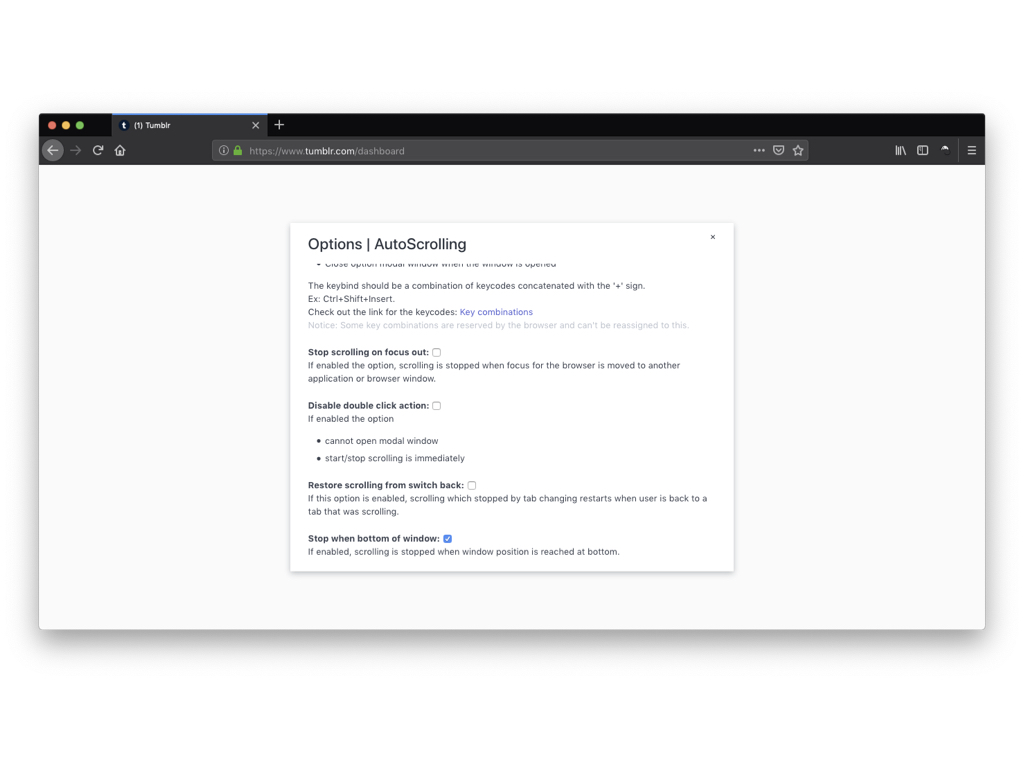 (1) Tumblr
https://www.tumblr.com/dashboard
Options | AutoScrolling
Close option modal window when the window is opened
The keybind should be a combination of keycodes concatenated with the '+' sign.
Ex: Ctrl+Shift+Insert.
Check out the link for the keycodes: Key combinations
Notice: Some key combinations are reserved by the browser and can't be reassigned to this.
Stop scrolling on focus out:
If enabled the option, scrolling is stopped when focus for the browser is moved to another
application or browser window.
Disable double click action:
If enabled the option
cannot open modal window
start/stop scrolling is immediately
Restore scrolling from switch back:
If this option is enabled, scrolling which stopped by tab changing restarts when user is back to a
tab that was scrolling.
Stop when bottom of window:
If enabled, scrolling is stopped when window position is reached at bottom.